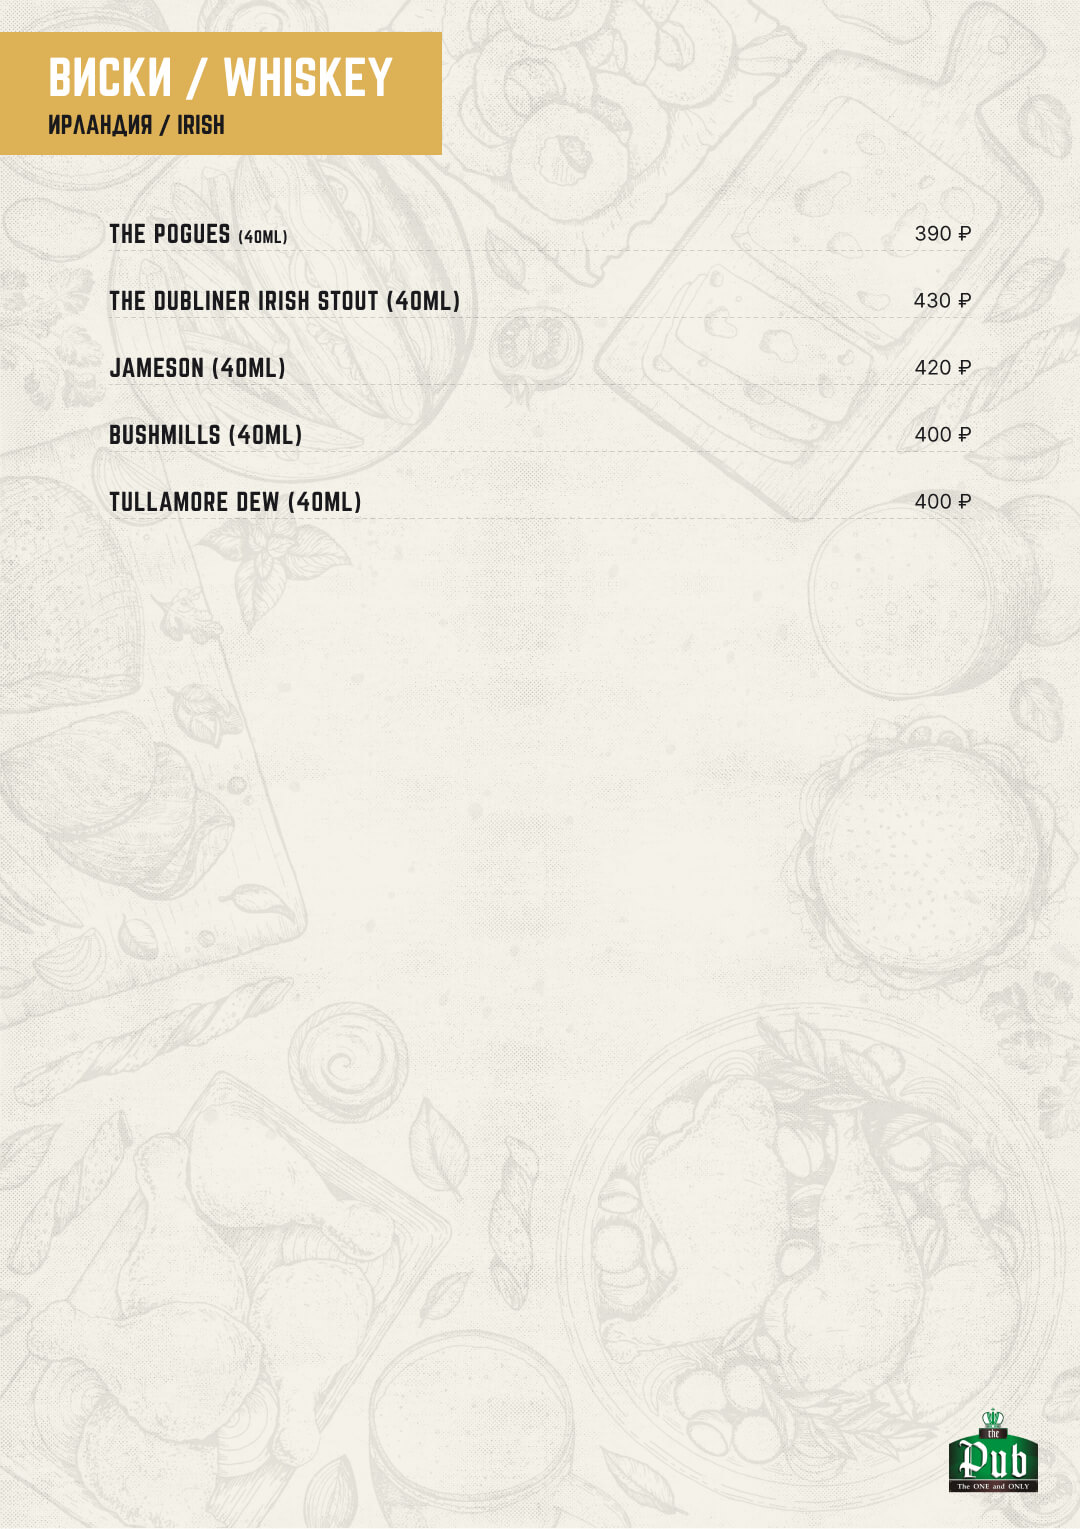 ВИСКИ / WHISKEY
ИРЛАНДИЯ / IRISH
THE POGUES (40ML) 390 ₽
THE DUBLINER IRISH STOUT (40ML) 430 ₽
JAMESON (40ML) 420 ₽
BUSHMILLS (40ML) 400 ₽
TULLAMORE DEW (40ML) 400 ₽
the
Pub
The ONE and ONLY